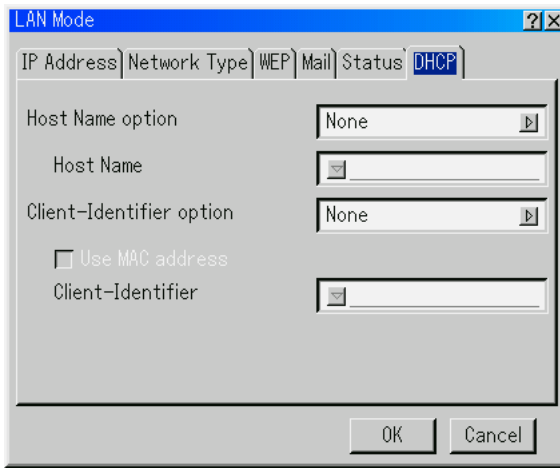 LAN Mode
IP Address Network Type WEP Mail Status DHCP
Host Name option None
Host Name
Client-Identifier option None
Use MAC address
Client-Identifier
OK Cancel